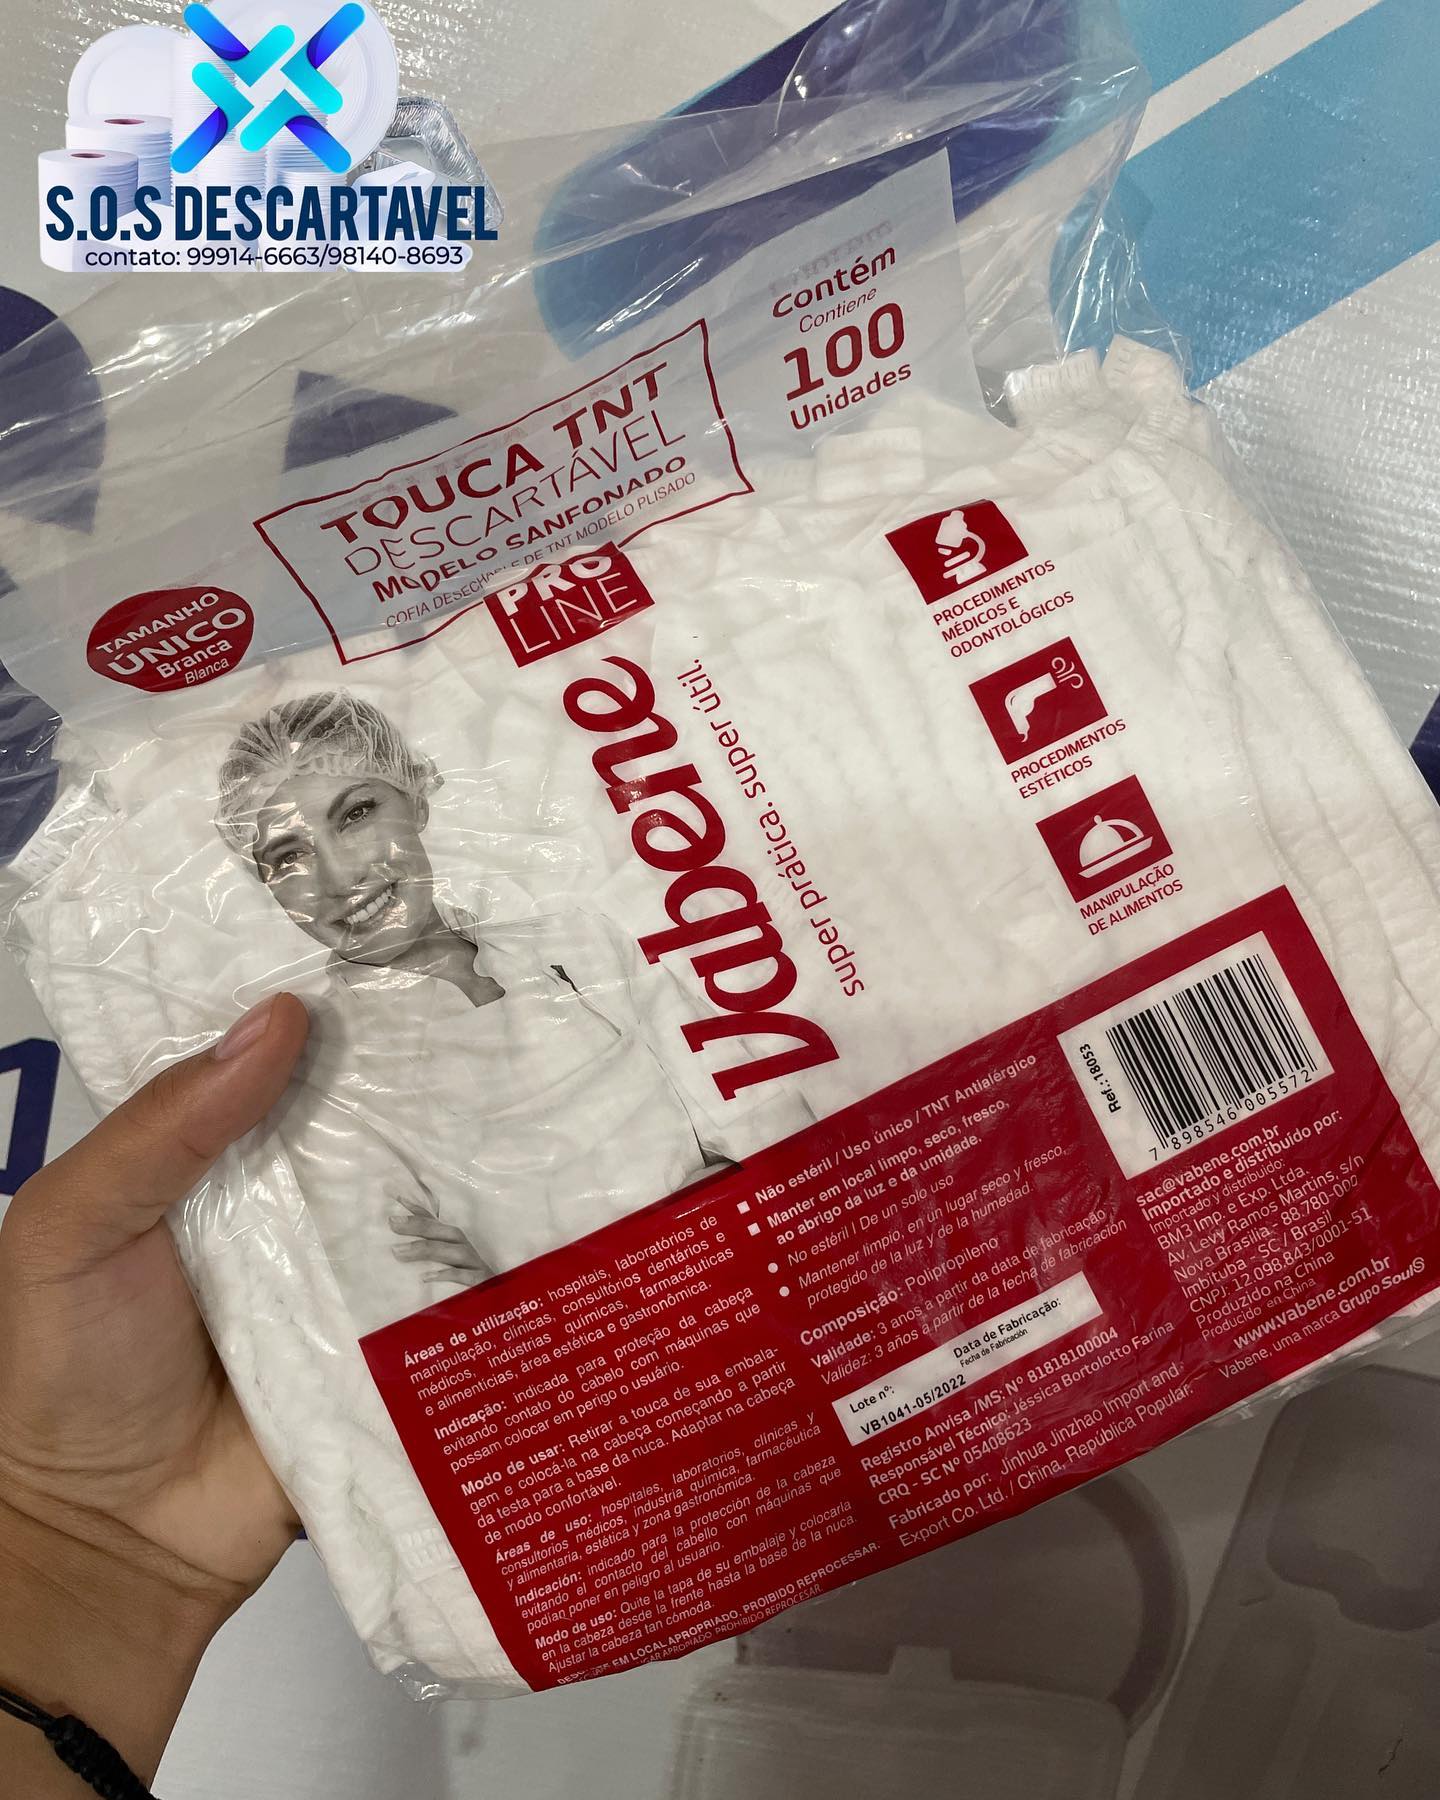 S.O.S DESCARTAVEL
contato: 99914-6663/98140-8693
Contém
Contiene
100
Unidades
TOUCA TNT
DESCARTÁVEL
MODELO SANFONADO
COFIA DESECHABLE DE TNT MODELO PLISADO
TAMANHO
ÚNICO
Branca
Blanca
PRO
LINE
Vabene
super prática. super útil.
PROCEDIMENTOS
MÉDICOS E
ODONTOLÓGICOS
PROCEDIMENTOS
ESTÉTICOS
MANIPULAÇÃO
DE ALIMENTOS
Áreas de utilização: hospitais, laboratórios de
manipulação, clínicas, consultórios dentários e
médicos, indústrias químicas, farmacêuticas
e alimentícias, área estética e gastronômica.
Indicação: indicada para proteção da cabeça
evitando contato do cabelo com máquinas que
possam colocar em perigo o usuário.
Modo de usar: Retirar a touca de sua embala-
gem e colocá-la na cabeça começando a partir
da testa para a base da nuca. Adaptar na cabeça
de modo confortável.
Áreas de uso: hospitales, laboratorios, clínicas y
consultorios médicos, industria química, farmacéutica
y alimentaria, estética y zona gastronómica.
Indicación: indicado para la protección de la cabeza
evitando el contacto del cabello con máquinas que
podían poner en peligro al usuario.
Modo de uso: Quite la tapa de su embalaje y colocarla
en la cabeza desde la frente hasta la base de la nuca.
Ajustar la cabeza tan cómoda.
EM LOCAL APROPRIADO. PROIBIDO REPROCESSAR.
LUGAR APROPIADO. PROHIBIDO REPROCESAR.
Não estéril / Uso único / TNT Antialérgico
Manter em local limpo, seco, fresco,
ao abrigo da luz e da umidade.
No estéril / De un solo uso
Mantener limpio, en un lugar seco y fresco,
protegido de la luz y de la humedad.
Composição: Polipropileno
Validade: 3 anos a partir da data de fabricação
Validez: 3 años a partir de la fecha de fabricación
Lote nº: Data de Fabricação:
Fecha de Fabricación
VB1041-05/2022
Registro Anvisa /MS: Nº 81818100004
Responsável Técnico: Jéssica Bortolotto Farina
CRQ - SC Nº 05408623
Fabricado por: Jinhua Jinzhao Import and
Export Co. Ltd. / China, República Popular.
Ref.: 18053
7 898546 005572
sac@vabene.com.br
Importado e distribuído por:
Importado y distribuido:
BM3 Imp. e Exp. Ltda.
Av. Levy Ramos Martins, s/n
Nova Brasília - 88.780-000
Imbituba - SC / Brasil
CNPJ: 12.098.843/0001-51
Produzido na China
Producido en China
www.vabene.com.br
Vabene, uma marca Grupo SoulS